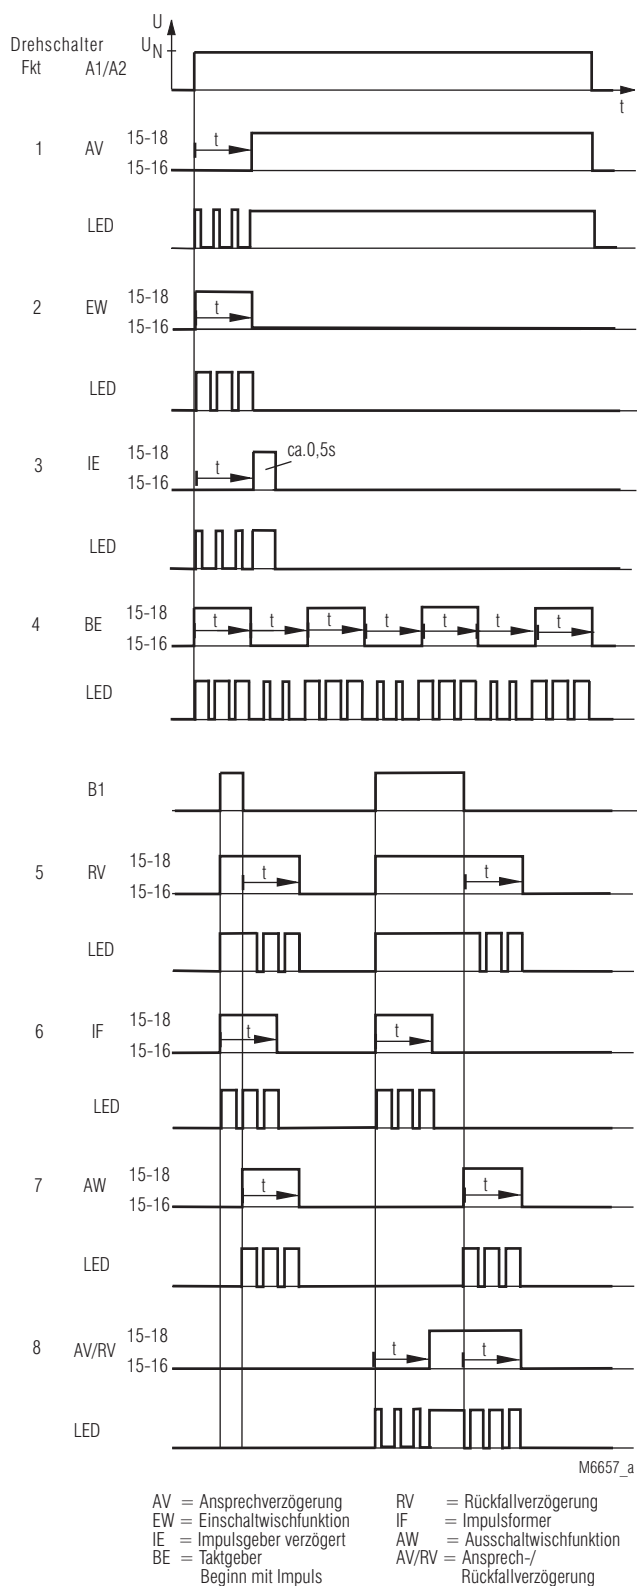 U
Drehschalter U_N
Fkt A1/A2
t
1 AV 15-18 t
15-16
LED
2 EW 15-18
15-16 t
LED
3 IE 15-18 ca.0,5s
15-16 t
LED
4 BE 15-18 t t t t t t t
15-16
LED
B1
5 RV 15-18 t t
15-16
LED
6 IF 15-18 t t
15-16
LED
7 AW 15-18 t t
15-16
LED
8 AV/RV 15-18 t t
15-16
LED
M6657_a
AV = Ansprechverzögerung
EW = Einschaltwischfunktion
IE = Impulsgeber verzögert
BE = Taktgeber
Beginn mit Impuls
RV = Rückfallverzögerung
IF = Impulsformer
AW = Ausschaltwischfunktion
AV/RV = Ansprech-/
Rückfallverzögerung